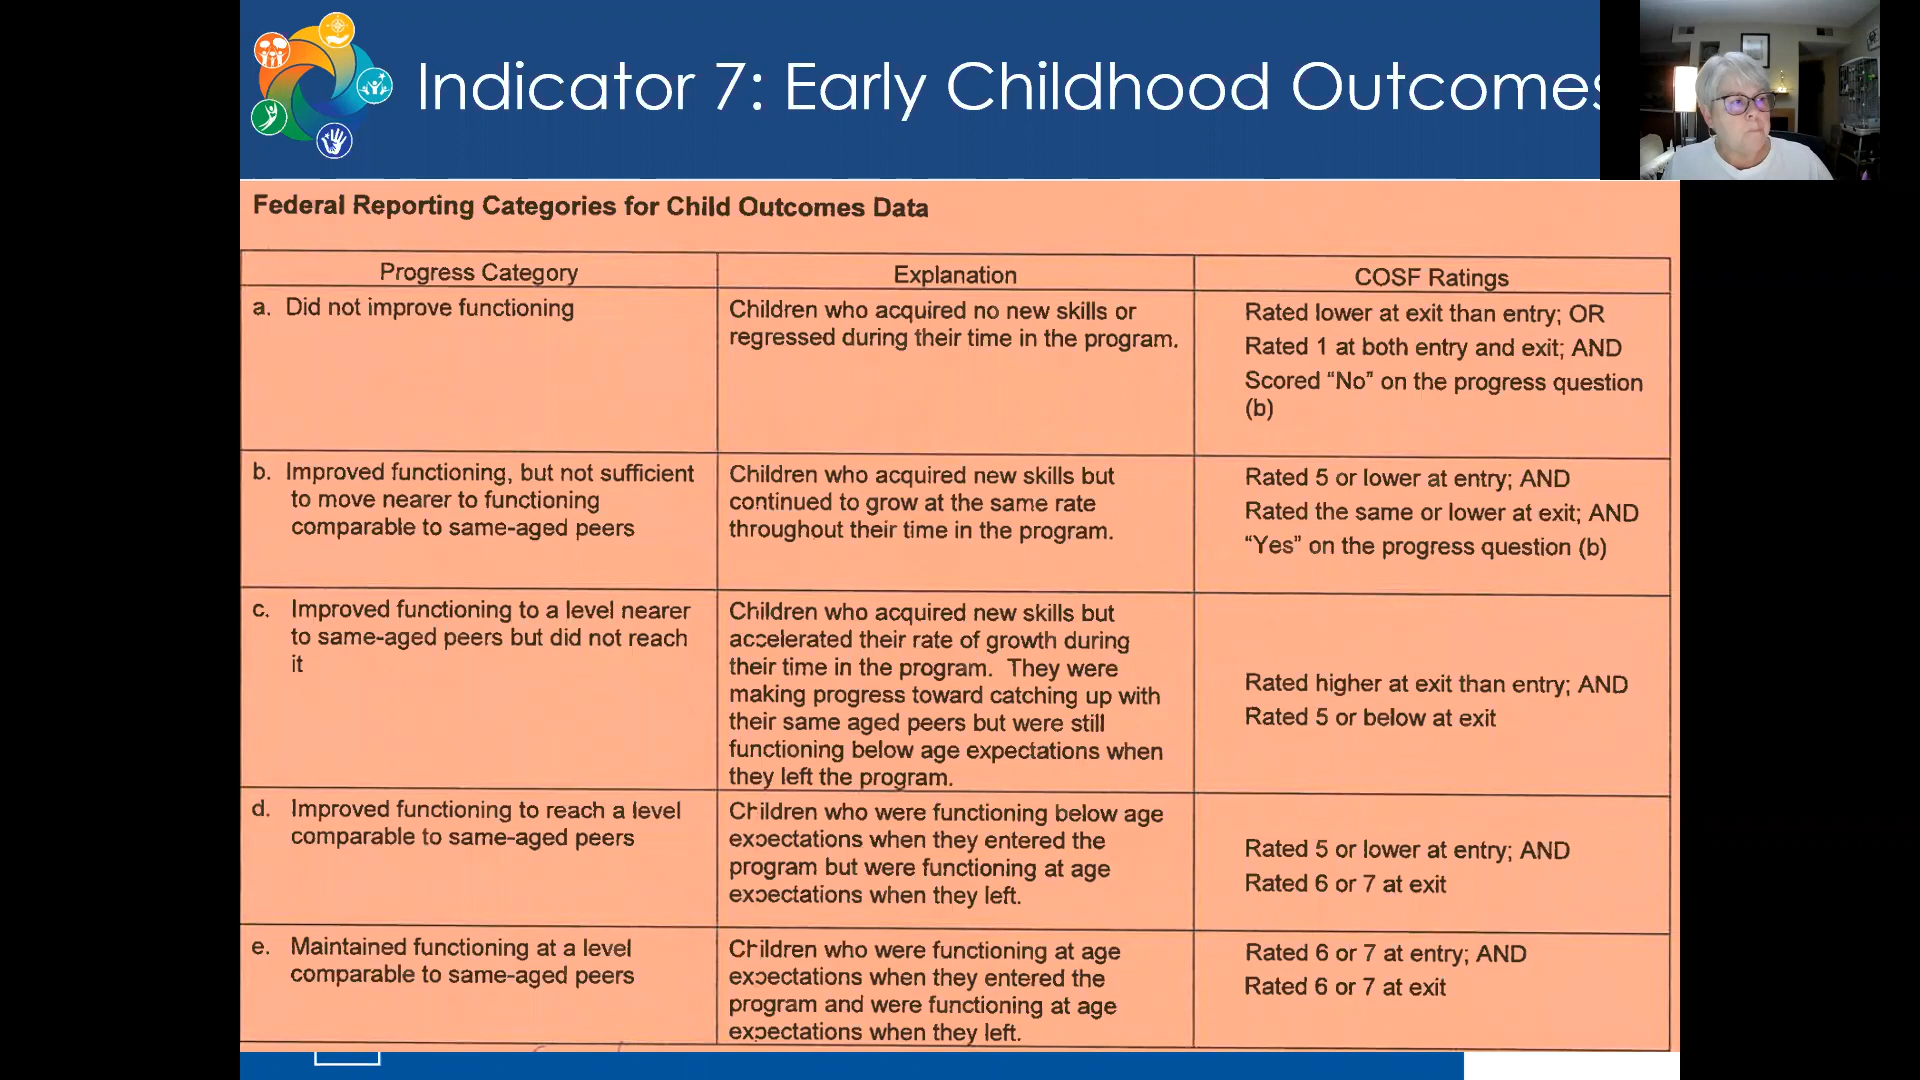 Indicator 7: Early Childhood Outcomes
Federal Reporting Categories for Child Outcomes Data
Progress Category
Explanation
COSF Ratings
a. Did not improve functioning
Children who acquired no new skills or
regressed during their time in the program.
Rated lower at exit than entry; OR
Rated 1 at both entry and exit; AND
Scored “No” on the progress question
(b)
b. Improved functioning, but not sufficient
to move nearer to functioning
comparable to same-aged peers
Children who acquired new skills but
continued to grow at the same rate
throughout their time in the program.
Rated 5 or lower at entry; AND
Rated the same or lower at exit; AND
“Yes” on the progress question (b)
c. Improved functioning to a level nearer
to same-aged peers but did not reach
it
Children who acquired new skills but
accelerated their rate of growth during
their time in the program. They were
making progress toward catching up with
their same aged peers but were still
functioning below age expectations when
they left the program.
Rated higher at exit than entry; AND
Rated 5 or below at exit
d. Improved functioning to reach a level
comparable to same-aged peers
Children who were functioning below age
expectations when they entered the
program but were functioning at age
expectations when they left.
Rated 5 or lower at entry; AND
Rated 6 or 7 at exit
e. Maintained functioning at a level
comparable to same-aged peers
Children who were functioning at age
expectations when they entered the
program and were functioning at age
expectations when they left.
Rated 6 or 7 at entry; AND
Rated 6 or 7 at exit